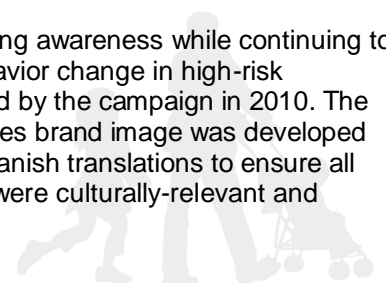 ng awareness while continuing to
avior change in high-risk
d by the campaign in 2010. The
es brand image was developed
anish translations to ensure all
were culturally-relevant and